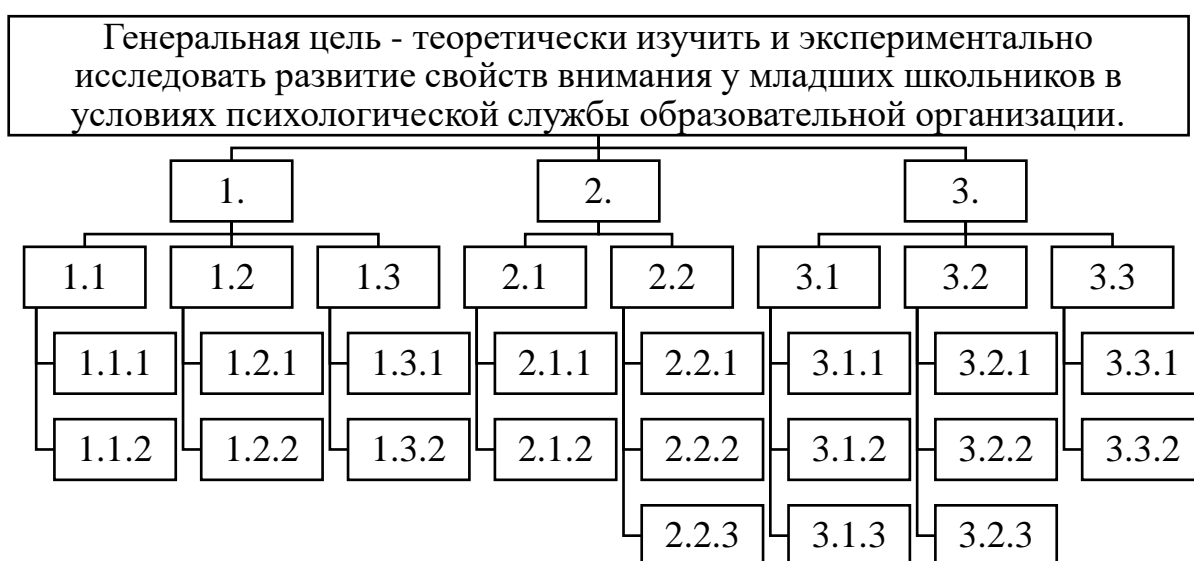 Генеральная цель - теоретически изучить и экспериментально
исследовать развитие свойств внимания у младших школьников в
условиях психологической службы образовательной организации.
1. 2. 3.
1.1 1.2 1.3 2.1 2.2 3.1 3.2 3.3
1.1.1 1.2.1 1.3.1 2.1.1 2.2.1 3.1.1 3.2.1 3.3.1
1.1.2 1.2.2 1.3.2 2.1.2 2.2.2 3.1.2 3.2.2 3.3.2
2.2.3 3.1.3 3.2.3